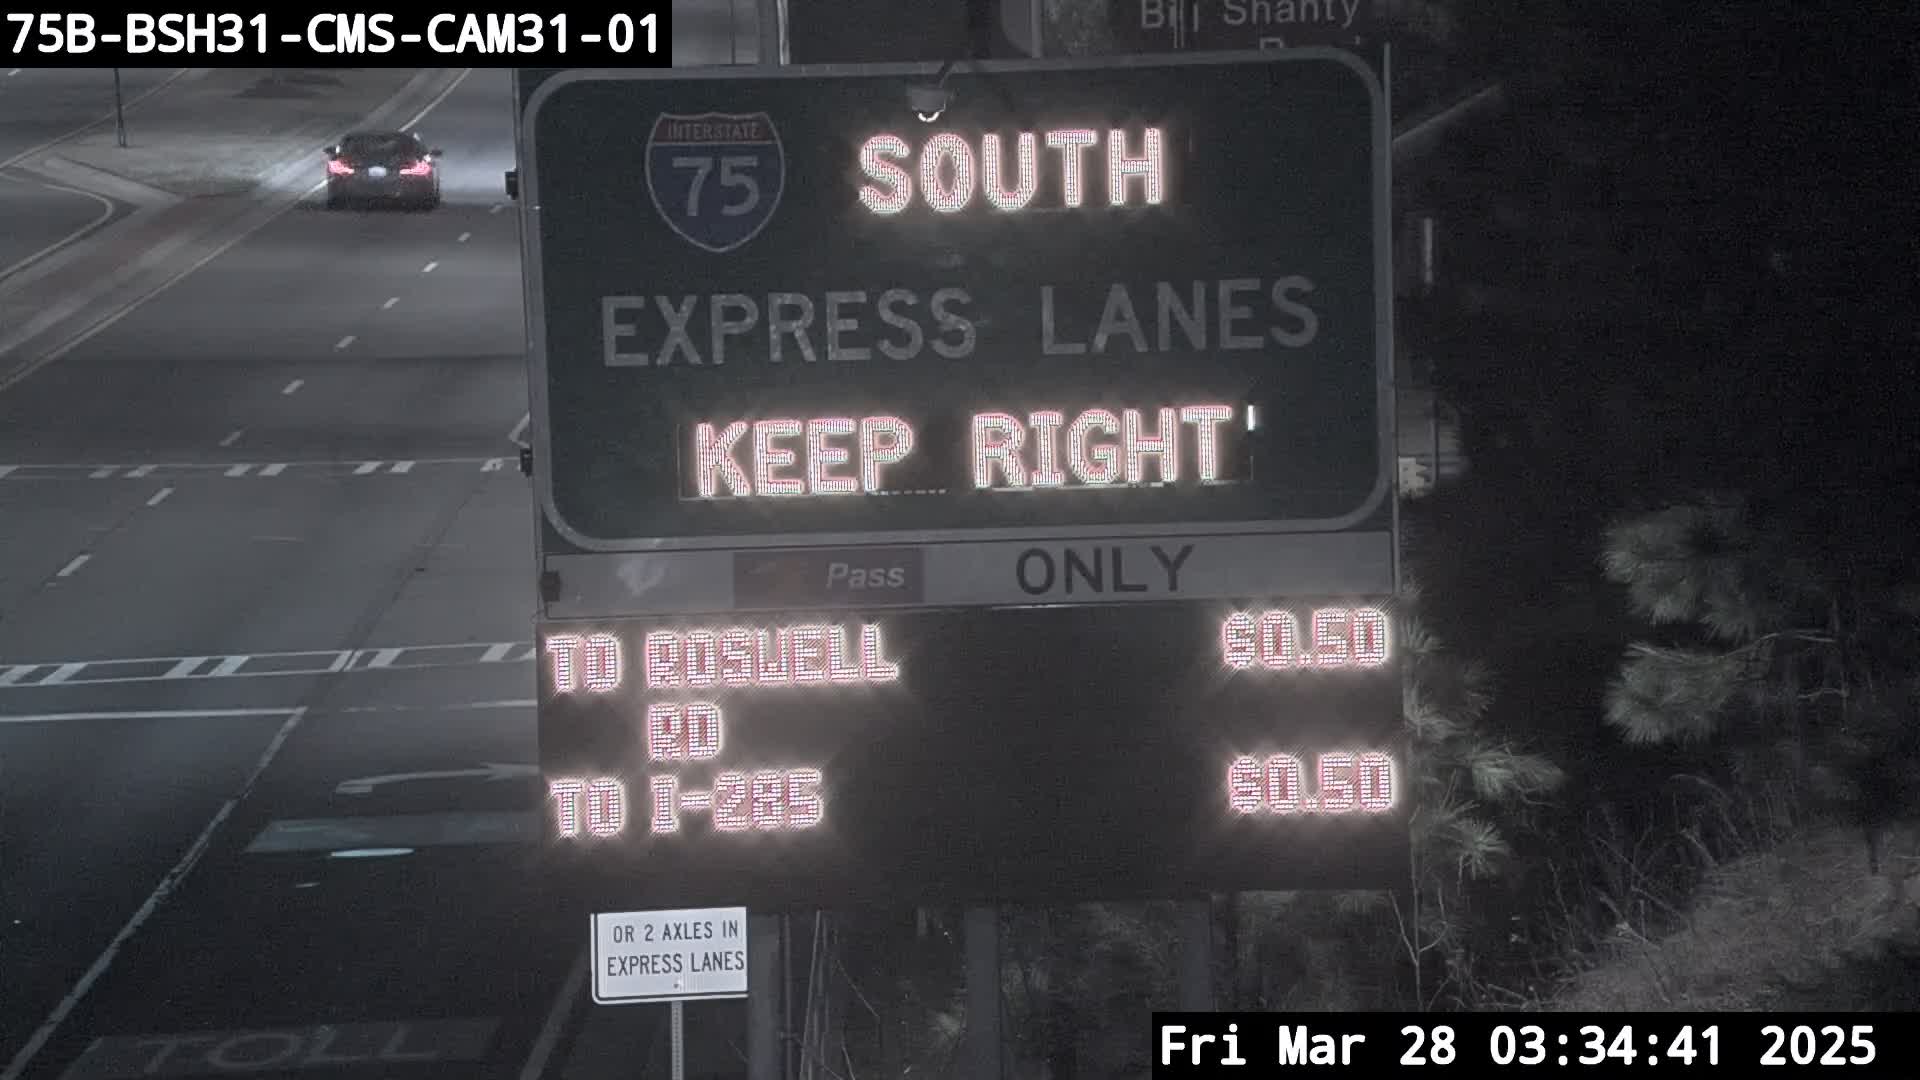 75B-BSH31-CMS-CAM31-01
Shanty
INTERSTATE
75
SOUTH
EXPRESS LANES
KEEP RIGHT
Pass ONLY
TO ROSWELL $0.50
RD
TO I-285 $0.50
OR 2 AXLES IN
EXPRESS LANES
TOLL
Fri Mar 28 03:34:41 2025